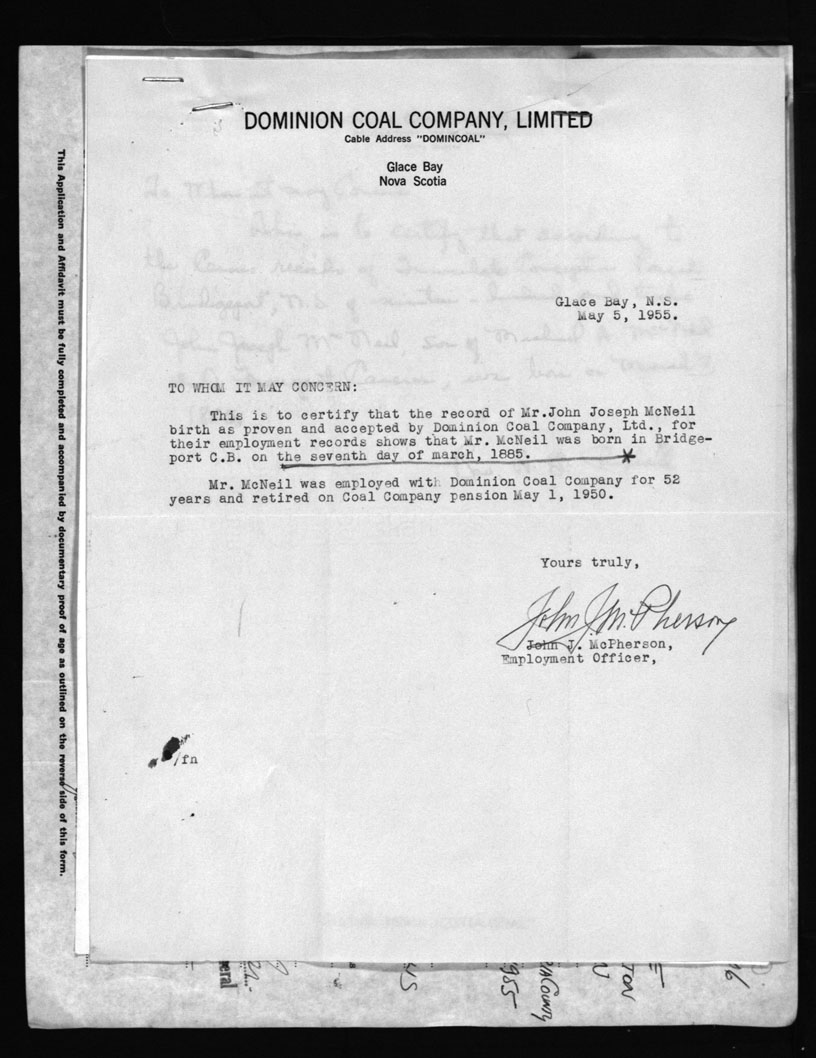 DOMINION COAL COMPANY, LIMITED
Cable Address "DOMINCOAL"
Glace Bay
Nova Scotia
Glace Bay, N.S.
May 5, 1955.
TO WHOM IT MAY CONCERN:
This is to certify that the record of Mr.John Joseph McNeil
birth as proven and accepted by Dominion Coal Company, Ltd., for
their employment records shows that Mr. McNeil was born in Bridge-
port C.B. on the seventh day of march, 1885.
Mr. McNeil was employed with Dominion Coal Company for 52
years and retired on Coal Company pension May 1, 1950.
Yours truly,
John J. McPherson
John J. McPherson,
Employment Officer,
/fn
This Application and Affidavit must be fully completed and accompanied by documentary proof of age as outlined on the reverse side of this form.